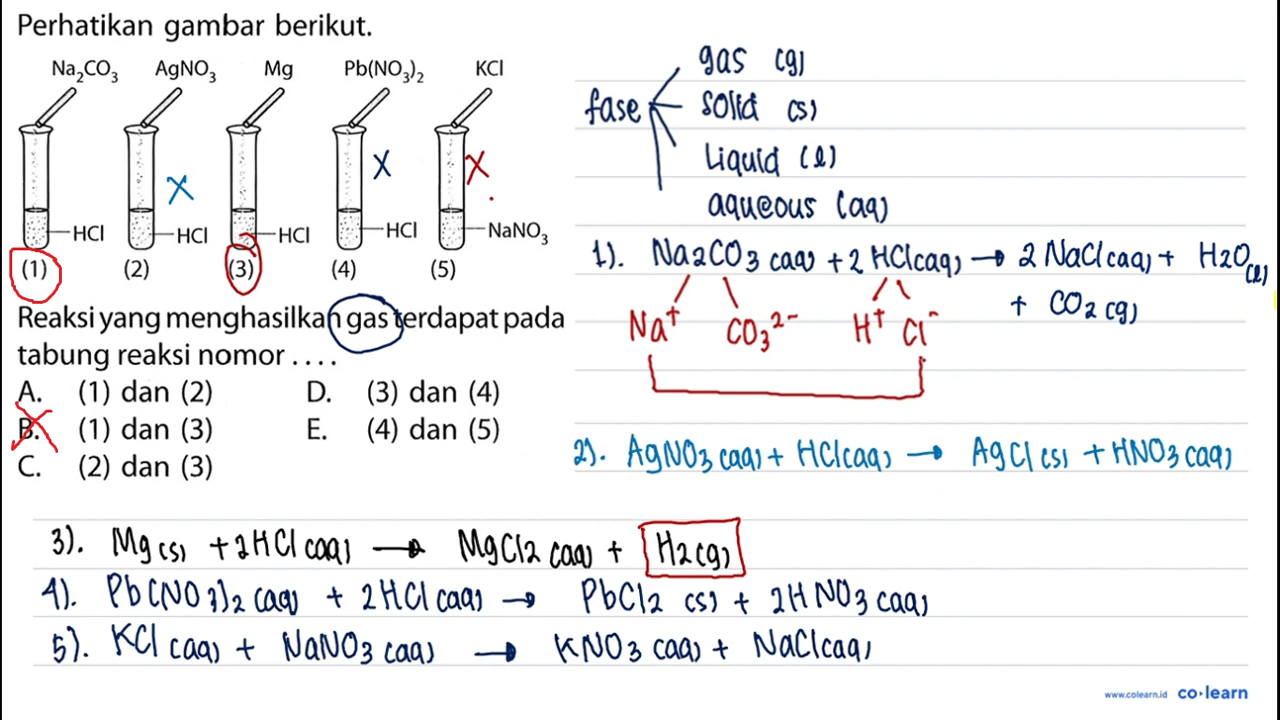 Perhatikan gambar berikut.
Na₂CO₃ AgNO₃ Mg Pb(NO₃)₂ KCl
X X X
HCl HCl HCl HCl NaNO₃
(1) (2) (3) (4) (5)
Reaksi yang menghasilkan gas terdapat pada
tabung reaksi nomor . . . .
A. (1) dan (2) D. (3) dan (4)
B. (1) dan (3) E. (4) dan (5)
C. (2) dan (3)
gas (g)
fase solid (s)
liquid (l)
aqueous (aq)
1). Na2CO3 (aq) + 2 HCl(aq) → 2 NaCl(aq) + H2O(l)
+ CO2(g)
Na⁺ CO3²⁻ H⁺ Cl⁻
2). AgNO3(aq) + HCl(aq) → AgCl(s) + HNO3(aq)
3). Mg(s) + 2HCl(aq) → MgCl2(aq) + H2(g)
4). Pb(NO3)2(aq) + 2HCl(aq) → PbCl2(s) + 2HNO3(aq)
5). KCl(aq) + NaNO3(aq) → KNO3(aq) + NaCl(aq)
www.colearn.id co·learn